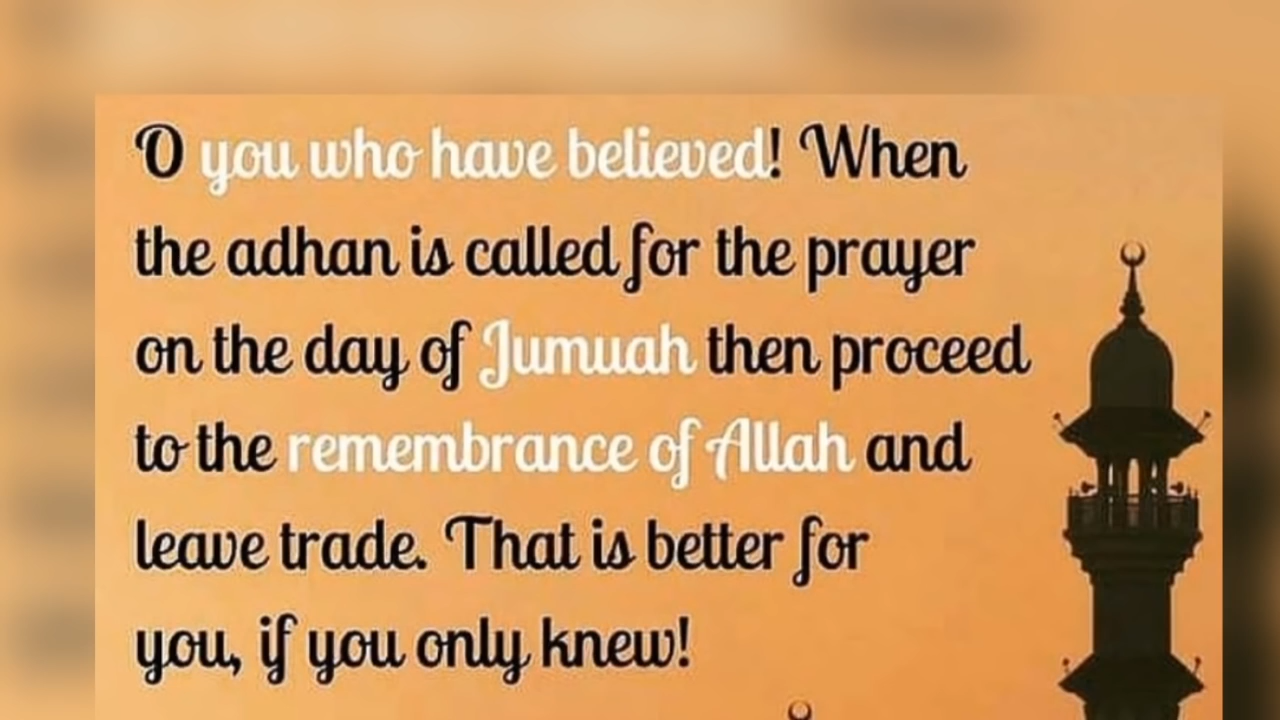 O you who have believed! When
the adhan is called for the prayer
on the day of Jumuah then proceed
to the remembrance of Allah and
leave trade. That is better for
you, if you only knew!